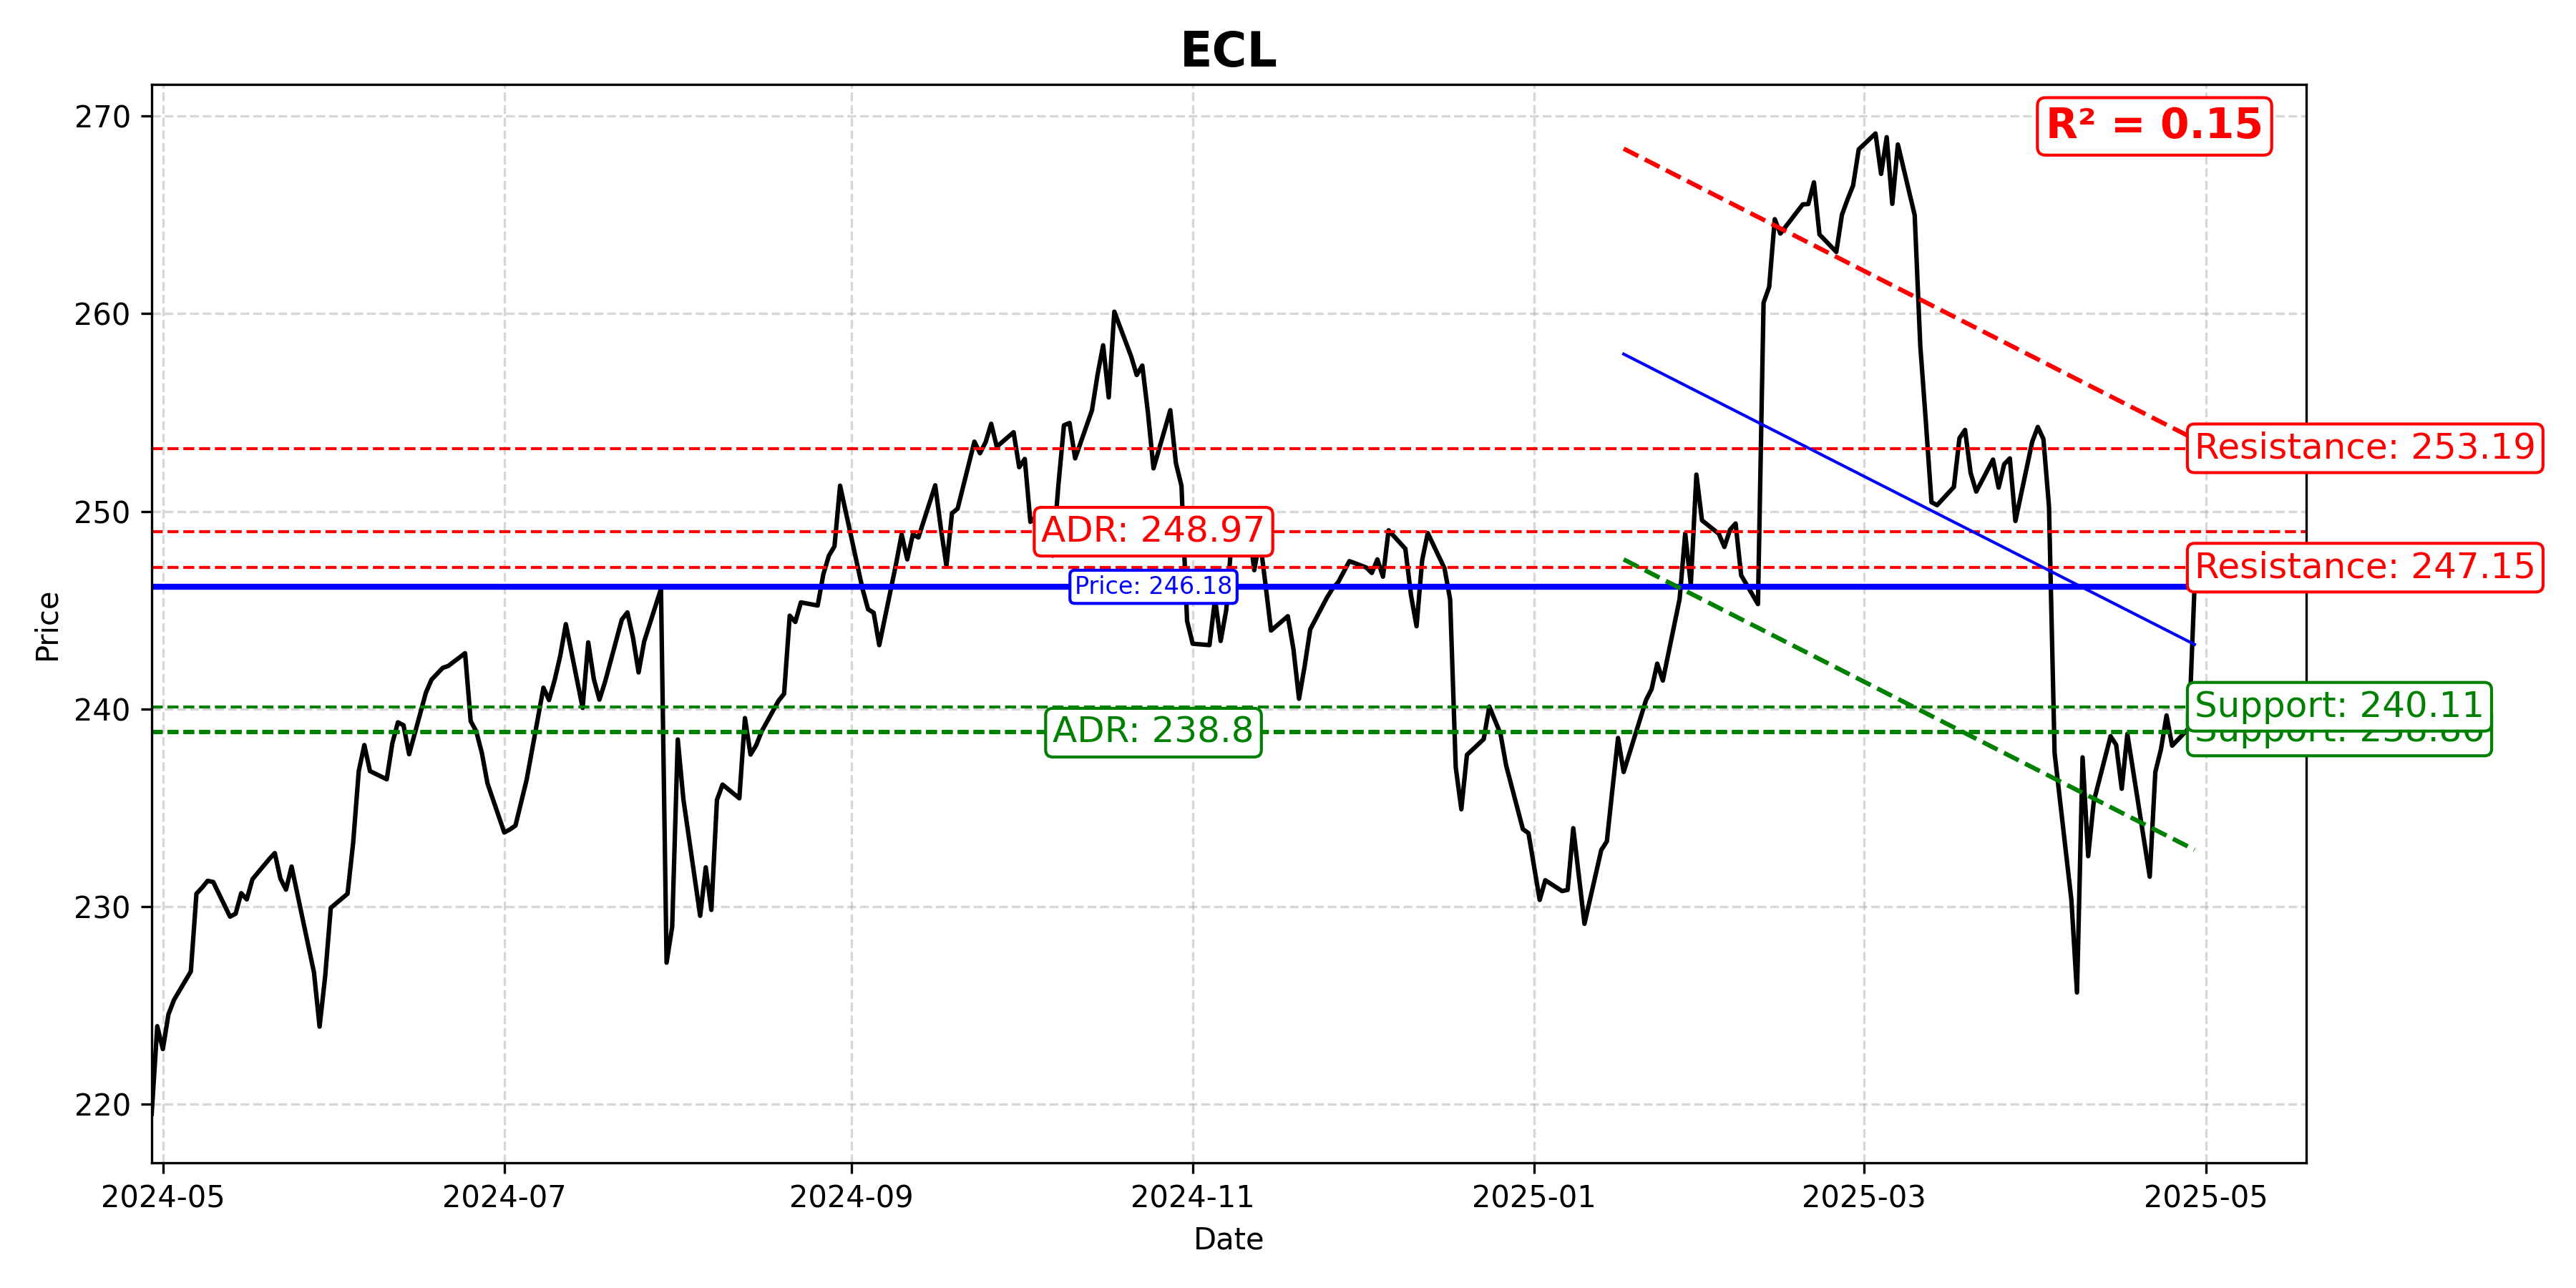 ECL
270
260
250
240
230
220
Price
R² = 0.15
Resistance: 253.19
ADR: 248.97
Resistance: 247.15
Price: 246.18
Support: 240.11
ADR: 238.8
2024-05
2024-07
2024-09
2024-11
2025-01
2025-03
2025-05
Date